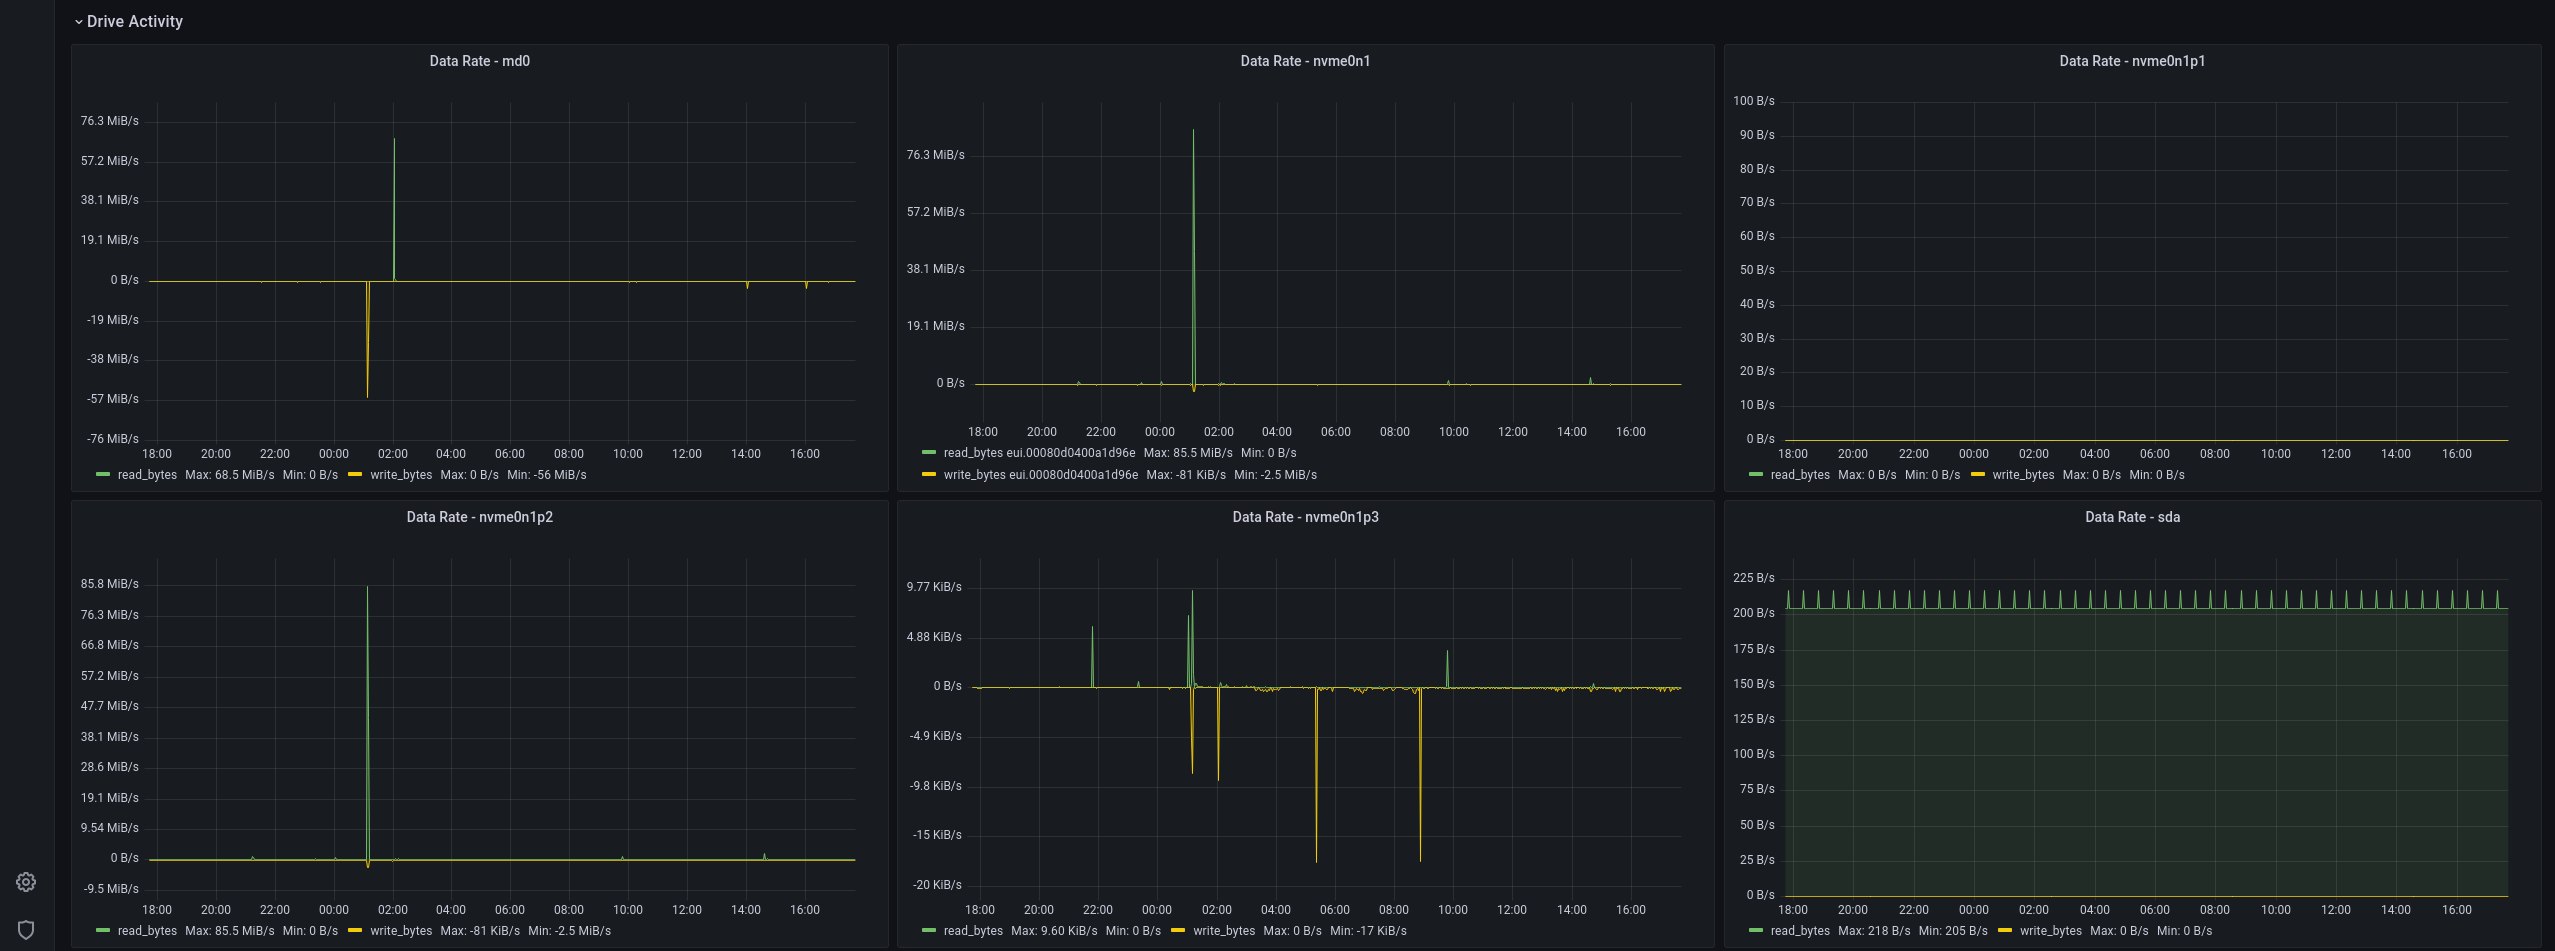 Drive Activity
Data Rate - md0
76.3 MiB/s
57.2 MiB/s
38.1 MiB/s
19.1 MiB/s
0 B/s
-19 MiB/s
-38 MiB/s
-57 MiB/s
-76 MiB/s
18:00 20:00 22:00 00:00 02:00 04:00 06:00 08:00 10:00 12:00 14:00 16:00
read_bytes Max: 68.5 MiB/s Min: 0 B/s write_bytes Max: 0 B/s Min: -56 MiB/s
Data Rate - nvme0n1
76.3 MiB/s
57.2 MiB/s
38.1 MiB/s
19.1 MiB/s
0 B/s
18:00 20:00 22:00 00:00 02:00 04:00 06:00 08:00 10:00 12:00 14:00 16:00
read_bytes eui.00080d0400a1d96e Max: 85.5 MiB/s Min: 0 B/s
write_bytes eui.00080d0400a1d96e Max: -81 KiB/s Min: -2.5 MiB/s
Data Rate - nvme0n1p1
100 B/s
90 B/s
80 B/s
70 B/s
60 B/s
50 B/s
40 B/s
30 B/s
20 B/s
10 B/s
0 B/s
18:00 20:00 22:00 00:00 02:00 04:00 06:00 08:00 10:00 12:00 14:00 16:00
read_bytes Max: 0 B/s Min: 0 B/s write_bytes Max: 0 B/s Min: 0 B/s
Data Rate - nvme0n1p2
85.8 MiB/s
76.3 MiB/s
66.8 MiB/s
57.2 MiB/s
47.7 MiB/s
38.1 MiB/s
28.6 MiB/s
19.1 MiB/s
9.54 MiB/s
0 B/s
-9.5 MiB/s
18:00 20:00 22:00 00:00 02:00 04:00 06:00 08:00 10:00 12:00 14:00 16:00
read_bytes Max: 85.5 MiB/s Min: 0 B/s write_bytes Max: -81 KiB/s Min: -2.5 MiB/s
Data Rate - nvme0n1p3
9.77 KiB/s
4.88 KiB/s
0 B/s
-4.9 KiB/s
-9.8 KiB/s
-15 KiB/s
-20 KiB/s
18:00 20:00 22:00 00:00 02:00 04:00 06:00 08:00 10:00 12:00 14:00 16:00
read_bytes Max: 9.60 KiB/s Min: 0 B/s write_bytes Max: 0 B/s Min: -17 KiB/s
Data Rate - sda
225 B/s
200 B/s
175 B/s
150 B/s
125 B/s
100 B/s
75 B/s
50 B/s
25 B/s
0 B/s
18:00 20:00 22:00 00:00 02:00 04:00 06:00 08:00 10:00 12:00 14:00 16:00
read_bytes Max: 218 B/s Min: 205 B/s write_bytes Max: 0 B/s Min: 0 B/s